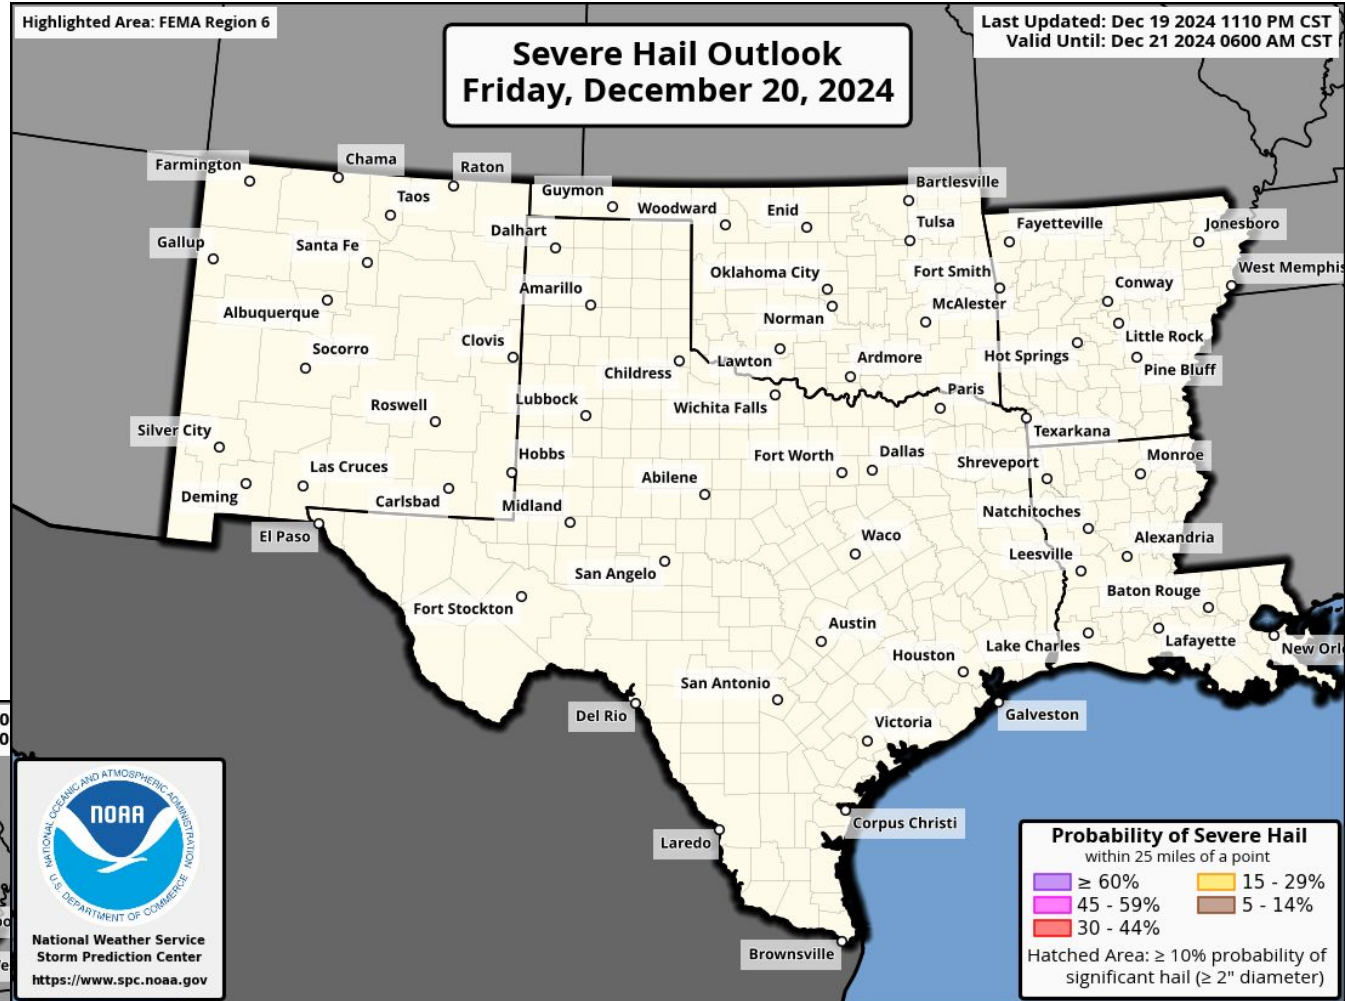 Highlighted Area: FEMA Region 6
Severe Hail Outlook
Friday, December 20, 2024
Last Updated: Dec 19 2024 1110 PM CST
Valid Until: Dec 21 2024 0600 AM CST
Farmington
Chama
Raton
Taos
Guymon
Woodward
Enid
Bartlesville
Gallup
Santa Fe
Dalhart
Tulsa
Fayetteville
Jonesboro
Oklahoma City
Fort Smith
West Memphis
Amarillo
Conway
Albuquerque
Norman
McAlester
Socorro
Clovis
Little Rock
Childress
Lawton
Ardmore
Hot Springs
Pine Bluff
Roswell
Lubbock
Wichita Falls
Paris
Silver City
Texarkana
Las Cruces
Hobbs
Fort Worth
Dallas
Shreveport
Monroe
Deming
Carlsbad
Midland
Abilene
Natchitoches
El Paso
Waco
Leesville
Alexandria
San Angelo
Baton Rouge
Fort Stockton
Austin
Lake Charles
Lafayette
New Orl
Houston
San Antonio
Del Rio
Victoria
Galveston
Laredo
Corpus Christi
Brownsville
NATIONAL OCEANIC AND ATMOSPHERIC ADMINISTRATION
NOAA
U.S. DEPARTMENT OF COMMERCE
National Weather Service
Storm Prediction Center
https://www.spc.noaa.gov
Probability of Severe Hail
within 25 miles of a point
≥ 60%
15 - 29%
45 - 59%
5 - 14%
30 - 44%
Hatched Area: ≥ 10% probability of
significant hail (≥ 2" diameter)